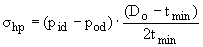 σhp = (pid – pod) · (Do – tmin) / 2tmin